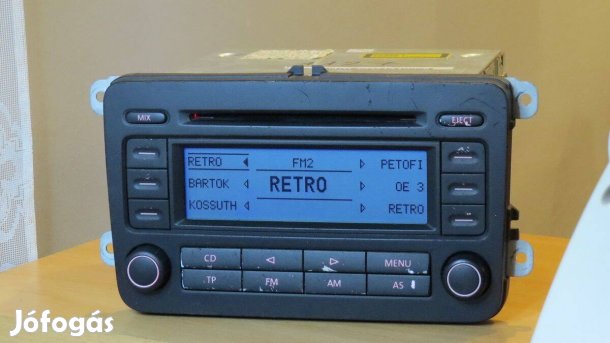 MIX
EJECT
RETRO FM2 PETOFI
BARTOK RETRO OE 3
KOSSUTH RETRO
CD MENU
TP FM AM AS
Jófogás